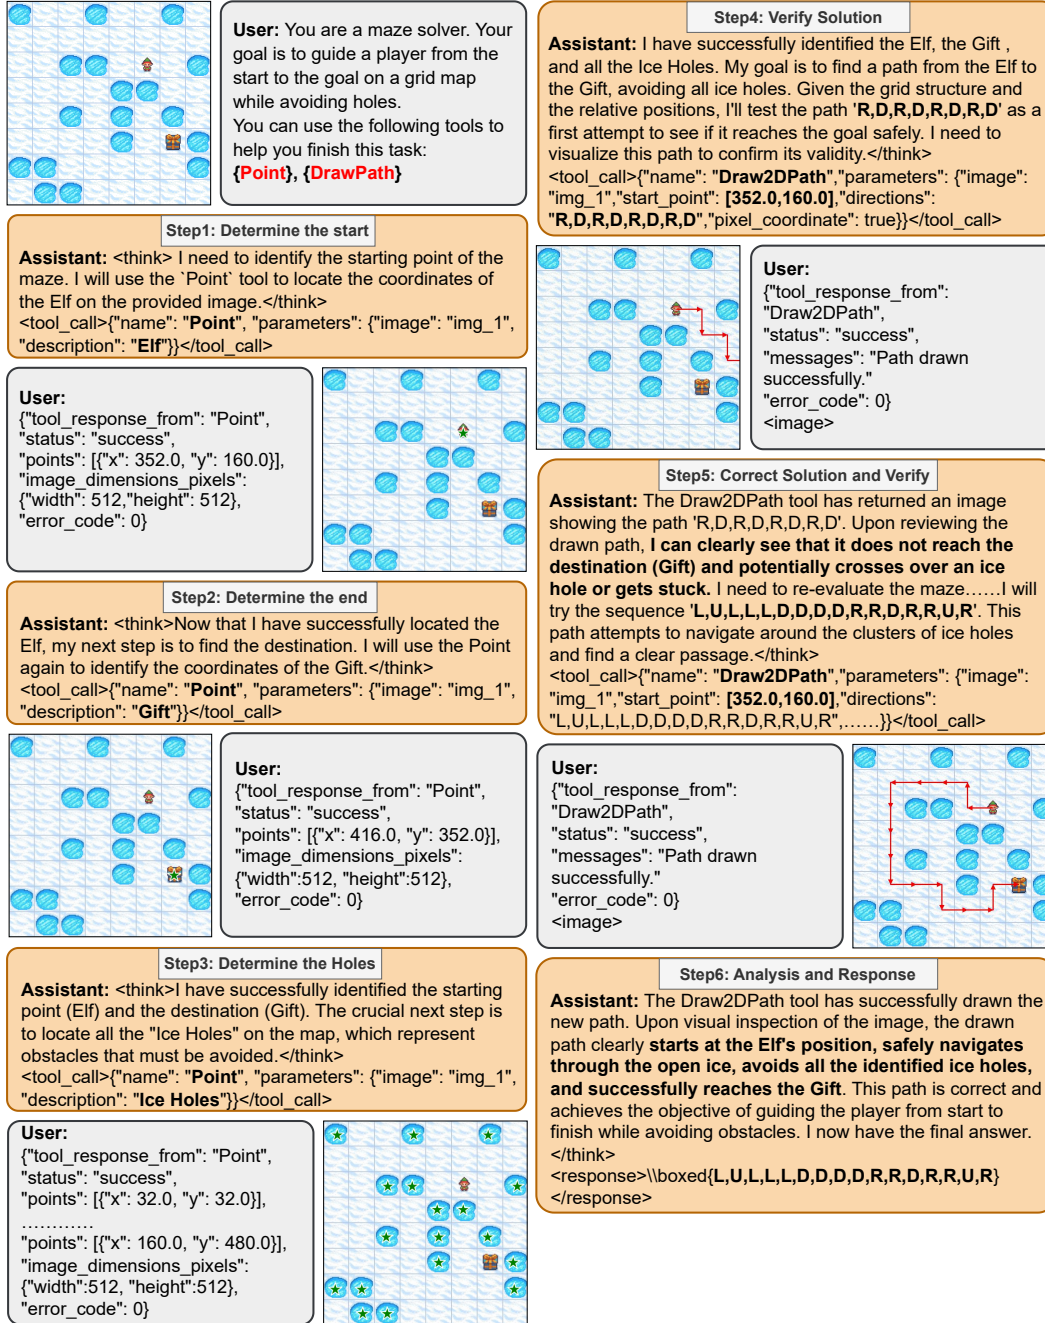 User: You are a maze solver. Your
goal is to guide a player from the
start to the goal on a grid map
while avoiding holes.
You can use the following tools to
help you finish this task:
{Point}, {DrawPath}
Step1: Determine the start
Assistant: <think> I need to identify the starting point of the
maze. I will use the `Point` tool to locate the coordinates of
the Elf on the provided image.</think>
<tool_call>{"name": "Point", "parameters": {"image": "img_1",
"description": "Elf"}}</tool_call>
User:
{"tool_response_from": "Point",
"status": "success",
"points": [{"x": 352.0, "y": 160.0}],
"image_dimensions_pixels":
{"width": 512,"height": 512},
"error_code": 0}
Step2: Determine the end
Assistant: <think>Now that I have successfully located the
Elf, my next step is to find the destination. I will use the Point
again to identify the coordinates of the Gift.</think>
<tool_call>{"name": "Point", "parameters": {"image": "img_1",
"description": "Gift"}}</tool_call>
User:
{"tool_response_from": "Point",
"status": "success",
"points": [{"x": 416.0, "y": 352.0}],
"image_dimensions_pixels":
{"width":512, "height":512},
"error_code": 0}
Step3: Determine the Holes
Assistant: <think>I have successfully identified the starting
point (Elf) and the destination (Gift). The crucial next step is
to locate all the "Ice Holes" on the map, which represent
obstacles that must be avoided.</think>
<tool_call>{"name": "Point", "parameters": {"image": "img_1",
"description": "Ice Holes"}}</tool_call>
User:
{"tool_response_from": "Point",
"status": "success",
"points": [{"x": 32.0, "y": 32.0}],
…………
"points": [{"x": 160.0, "y": 480.0}],
"image_dimensions_pixels":
{"width":512, "height":512},
"error_code": 0}
Step4: Verify Solution
Assistant: I have successfully identified the Elf, the Gift ,
and all the Ice Holes. My goal is to find a path from the Elf to
the Gift, avoiding all ice holes. Given the grid structure and
the relative positions, I'll test the path 'R,D,R,D,R,D,R,D' as a
first attempt to see if it reaches the goal safely. I need to
visualize this path to confirm its validity.</think>
<tool_call>{"name": "Draw2DPath","parameters": {"image":
"img_1","start_point": [352.0,160.0],"directions":
"R,D,R,D,R,D,R,D","pixel_coordinate": true}}</tool_call>
User:
{"tool_response_from":
"Draw2DPath",
"status": "success",
"messages": "Path drawn
successfully."
"error_code": 0}
<image>
Step5: Correct Solution and Verify
Assistant: The Draw2DPath tool has returned an image
showing the path 'R,D,R,D,R,D,R,D'. Upon reviewing the
drawn path, I can clearly see that it does not reach the
destination (Gift) and potentially crosses over an ice
hole or gets stuck. I need to re-evaluate the maze……I will
try the sequence 'L,U,L,L,L,D,D,D,D,R,R,D,R,R,U,R'. This
path attempts to navigate around the clusters of ice holes
and find a clear passage.</think>
<tool_call>{"name": "Draw2DPath","parameters": {"image":
"img_1","start_point": [352.0,160.0],"directions":
"L,U,L,L,L,D,D,D,D,R,R,D,R,R,U,R",……}}</tool_call>
User:
{"tool_response_from":
"Draw2DPath",
"status": "success",
"messages": "Path drawn
successfully."
"error_code": 0}
<image>
Step6: Analysis and Response
Assistant: The Draw2DPath tool has successfully drawn the
new path. Upon visual inspection of the image, the drawn
path clearly starts at the Elf's position, safely navigates
through the open ice, avoids all the identified ice holes,
and successfully reaches the Gift. This path is correct and
achieves the objective of guiding the player from start to
finish while avoiding obstacles. I now have the final answer.
</think>
<response>\\boxed{L,U,L,L,L,D,D,D,D,R,R,D,R,R,U,R}
</response>